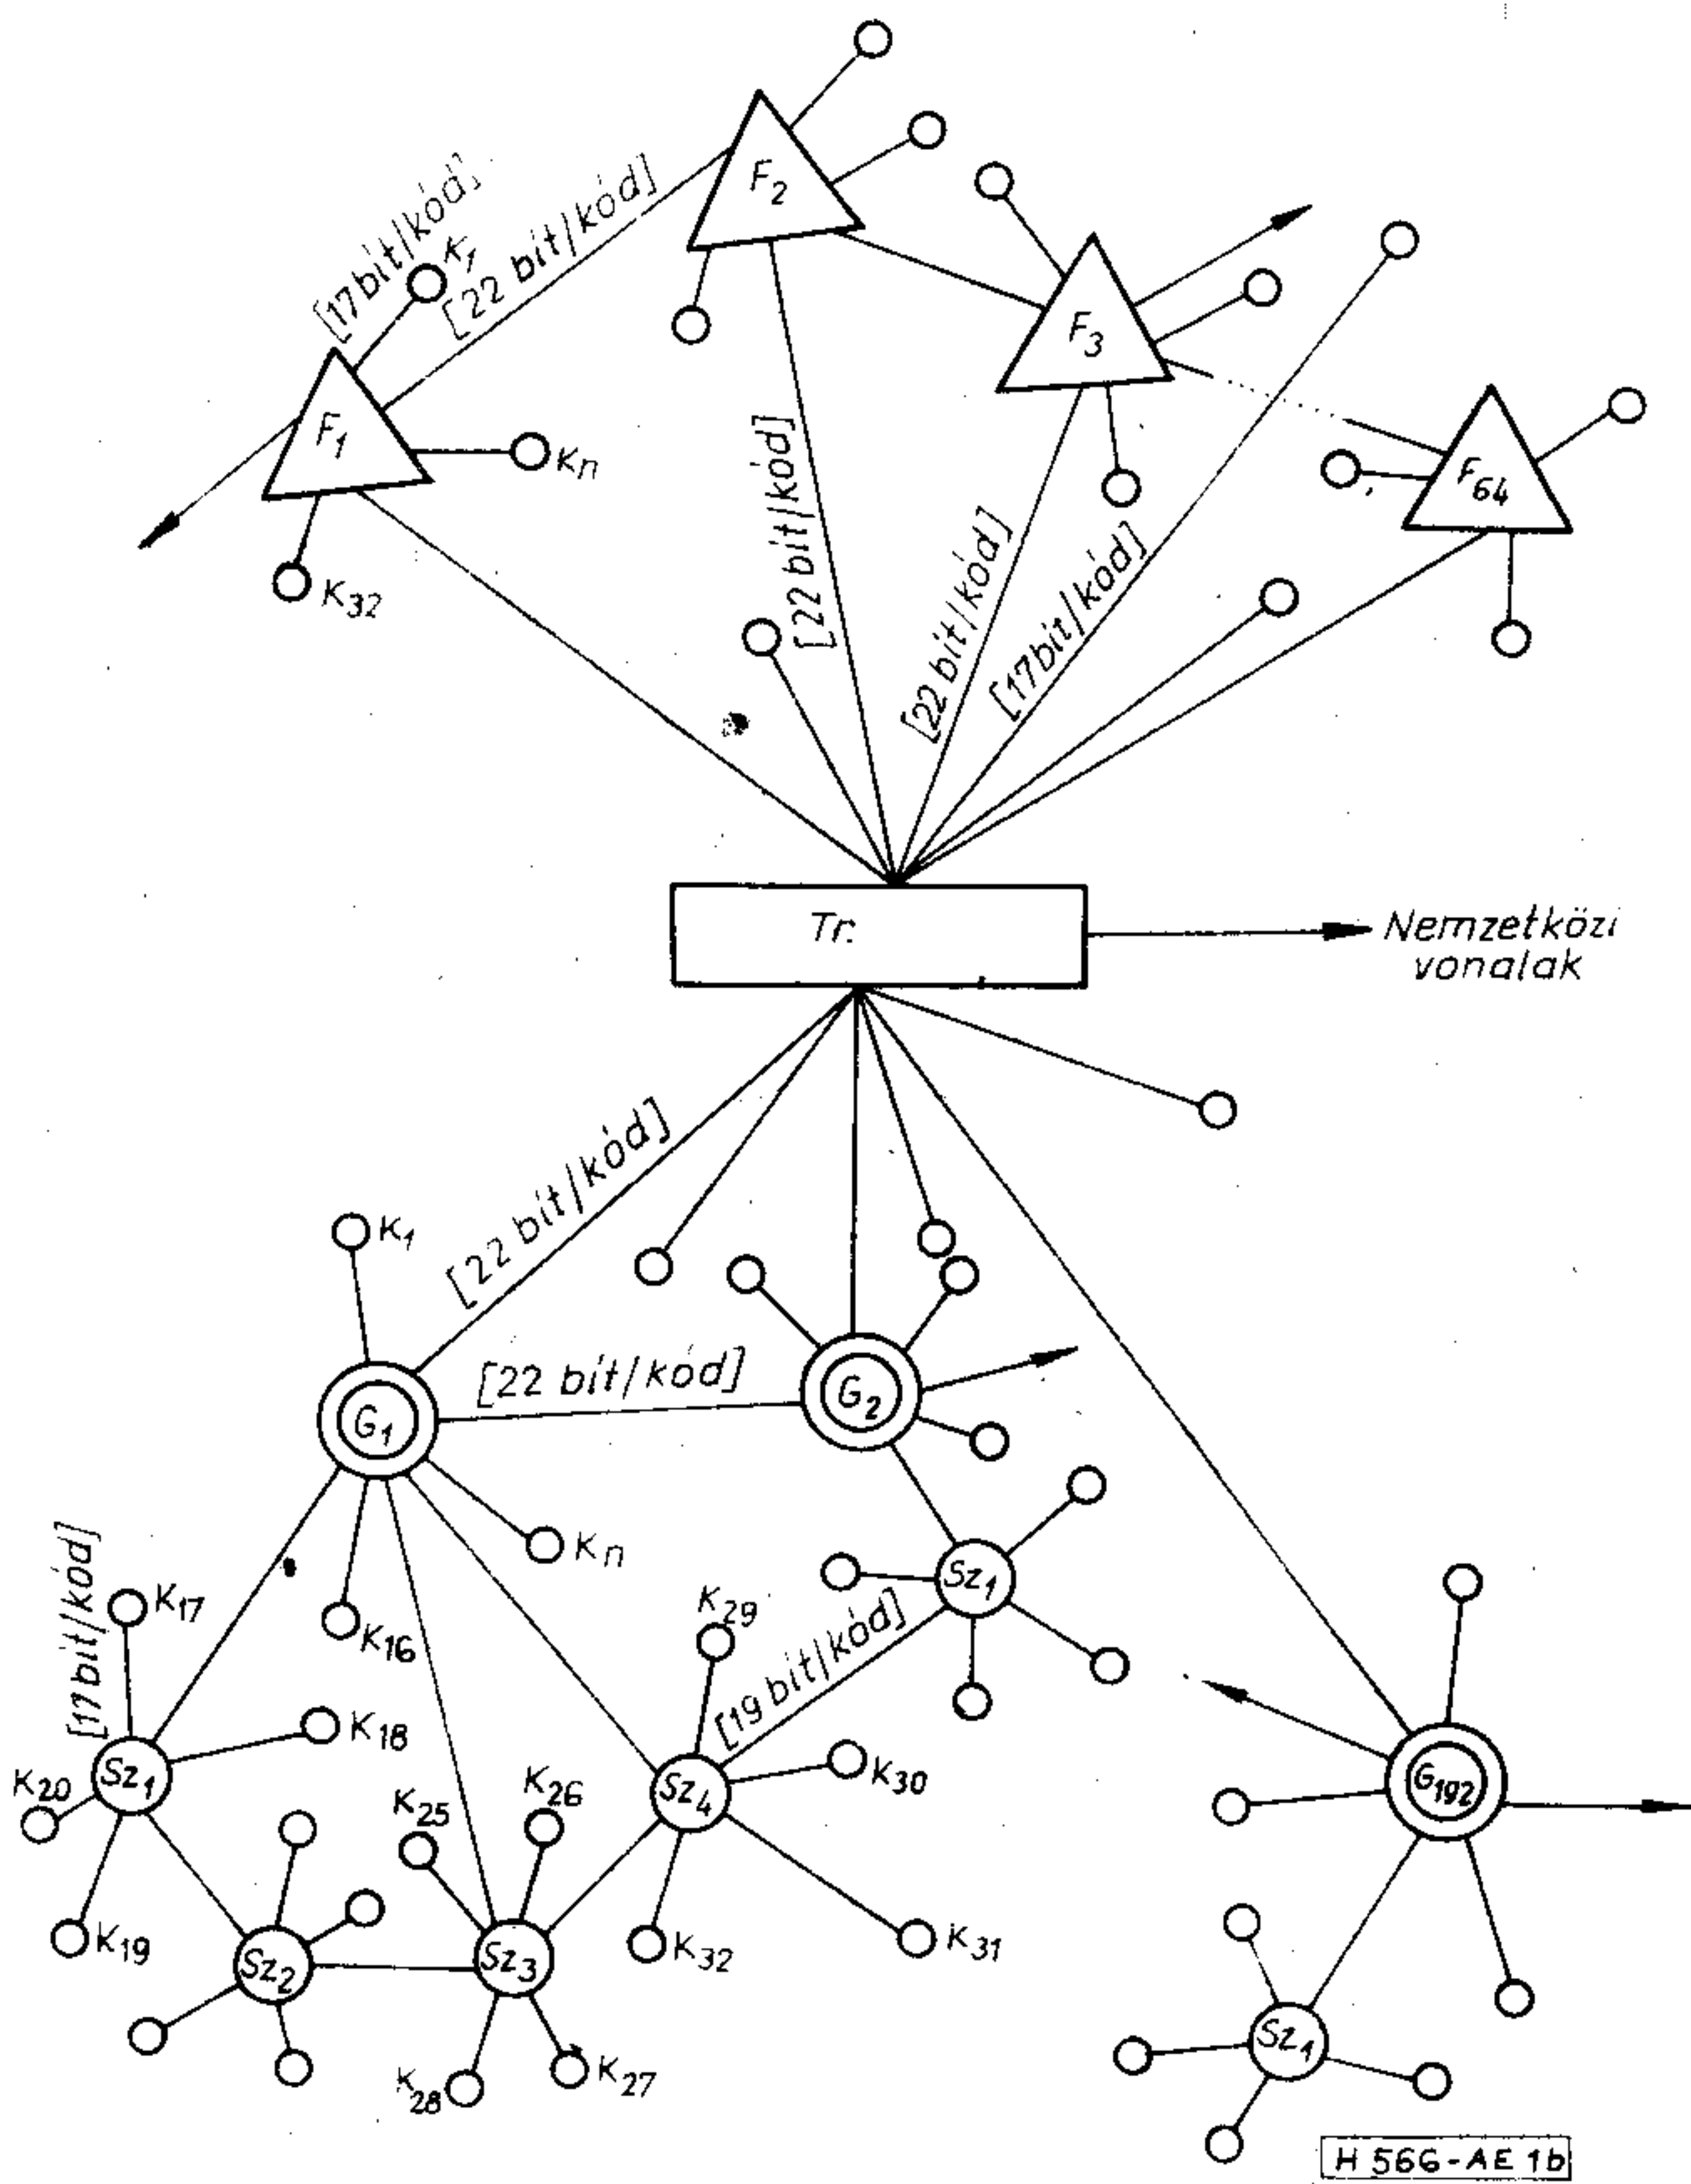 F2
[17 bit/kód]
K1
[22 bit/kód]
F3
F1
Kn
F64
K32
[22 bit/kód]
[22 bit/kód]
[17 bit/kód]
Tr.
Nemzetközi
vonalak
[22 bit/kód]
K1
[22 bit/kód]
G1
G2
Kn
[17 bit/kód]
K17
K16
K29
Sz1
[19 bit/kód]
K18
Sz1
K20
K25
K26
Sz4
K30
G192
K19
Sz2
Sz3
K32
K31
K28
K27
Sz1
H 566-AE 1b